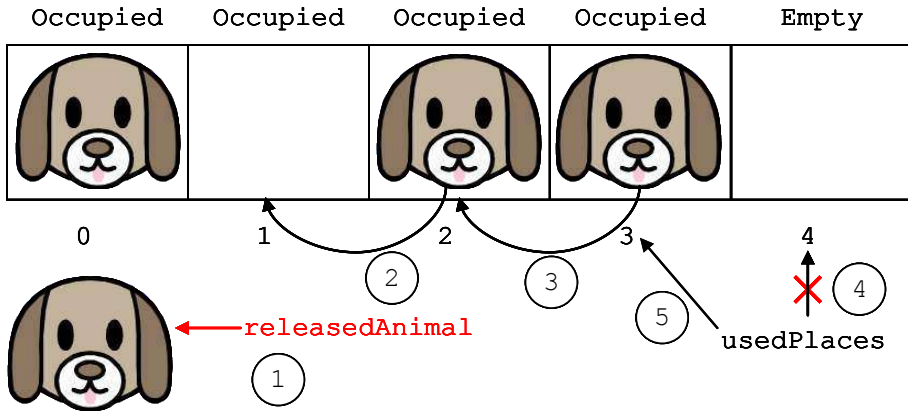 Occupied Occupied Occupied Occupied Empty
0 1 2 3 4
2 3 4
5
releasedAnimal usedPlaces
1